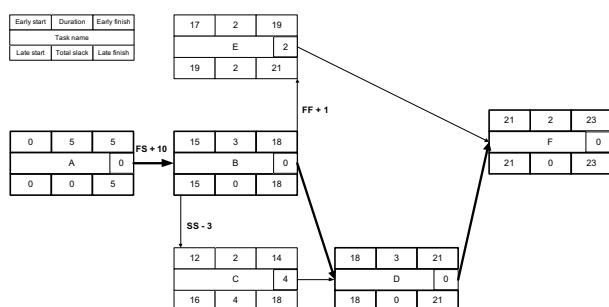 Early start Duration Early finish
Task name
Late start Total slack Late finish
17 2 19
E 2
19 2 21
FF + 1
21 2 23
F 0
21 0 23
0 5 5
A 0
0 0 5
FS + 10
15 3 18
B 0
15 0 18
SS - 3
12 2 14
C 4
16 4 18
18 3 21
D 0
18 0 21